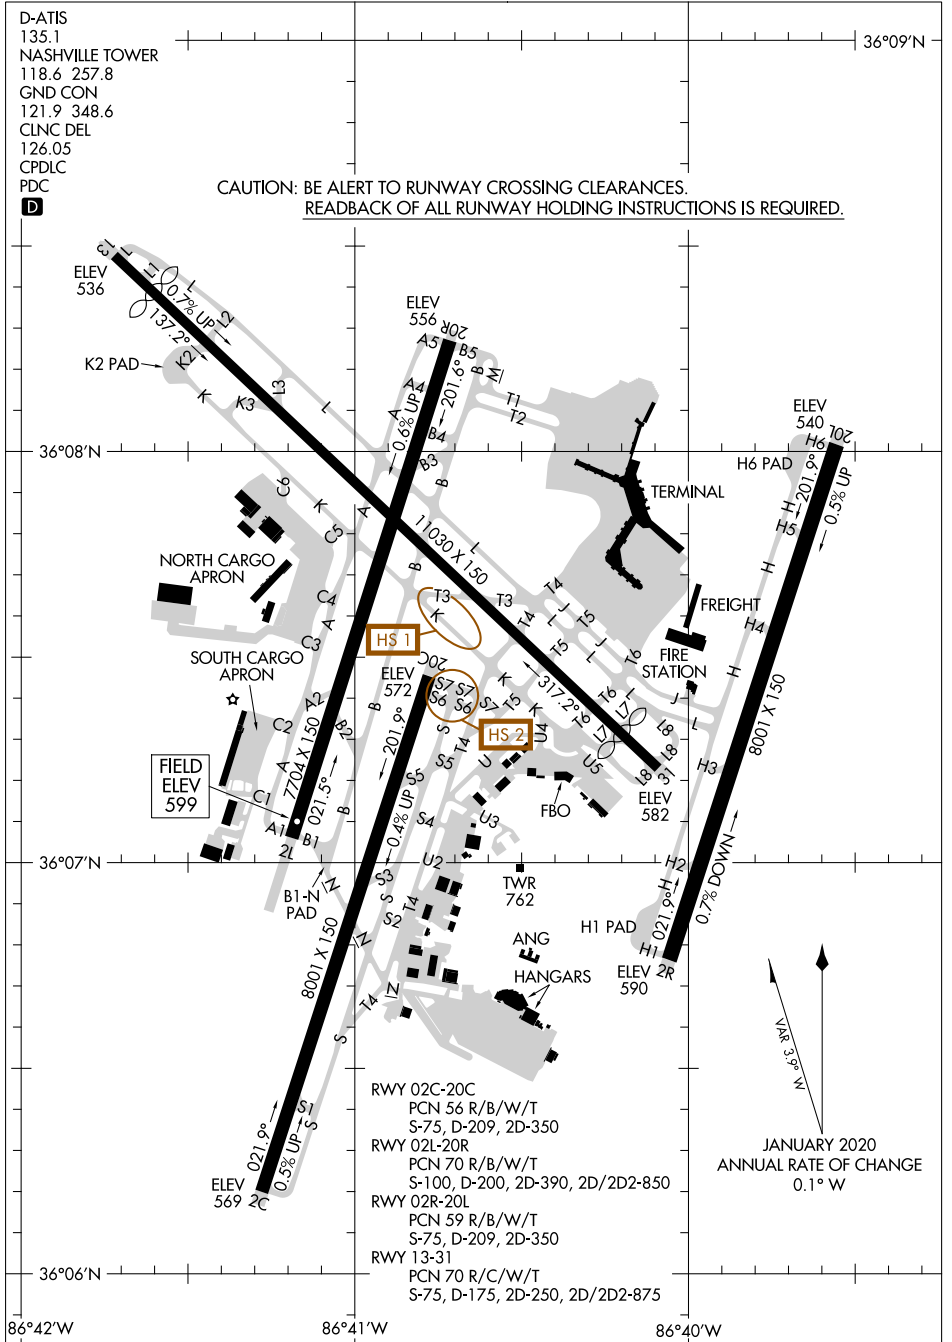 D-ATIS
135.1
NASHVILLE TOWER
118.6 257.8
GND CON
121.9 348.6
CLNC DEL
126.05
CPDLC
PDC
D
36°09'N
CAUTION: BE ALERT TO RUNWAY CROSSING CLEARANCES.
READBACK OF ALL RUNWAY HOLDING INSTRUCTIONS IS REQUIRED.
13
L
L1
L
ELEV
536
0.7% UP
137.2°
L2
K2 PAD
K2
K
K3
L3
L
ELEV
556
20R
A5
B5
A4
A
0.6% UP
201.6°
B
M
T1
T2
B4
B3
B
ELEV
540
20L
H6
H6 PAD
201.9°
0.5% UP
H
H5
H
36°08'N
TERMINAL
C6
K
A
C5
11030 X 150
L
B
NORTH CARGO
APRON
C4
A
C3
T3
K
HS 1
T3
T4
T4
J
L
T5
J
T5
L
T6
FREIGHT
H4
FIRE
STATION
H
SOUTH CARGO
APRON
20C
ELEV
572
S7
S7
S6
S6
S7
HS 2
K
T5
K
317.2°
T6
T6
L
L7
L7
J
L
L8
L8
L8
31
ELEV
582
A2
C2
7704 X 150
B2
B
201.9°
S
T4
S5
S5
U
U4
U5
FBO
H3
8001 X 150
FIELD
ELEV
599
A
C1
A1
2L
021.5°
B1
B
0.4% UP
S4
U3
U2
36°07'N
B1-N
PAD
N
S3
S
S2
T4
TWR
762
H2
H
021.9°
0.7% DOWN
H1 PAD
H1
2R
ELEV
590
8001 X 150
N
N
T4
S
ANG
HANGARS
VAR 3.9° W
JANUARY 2020
ANNUAL RATE OF CHANGE
0.1° W
021.9°
0.5% UP
S1
S
ELEV
569
2C
RWY 02C-20C
PCN 56 R/B/W/T
S-75, D-209, 2D-350
RWY 02L-20R
PCN 70 R/B/W/T
S-100, D-200, 2D-390, 2D/2D2-850
RWY 02R-20L
PCN 59 R/B/W/T
S-75, D-209, 2D-350
RWY 13-31
PCN 70 R/C/W/T
S-75, D-175, 2D-250, 2D/2D2-875
36°06'N
86°42'W
86°41'W
86°40'W